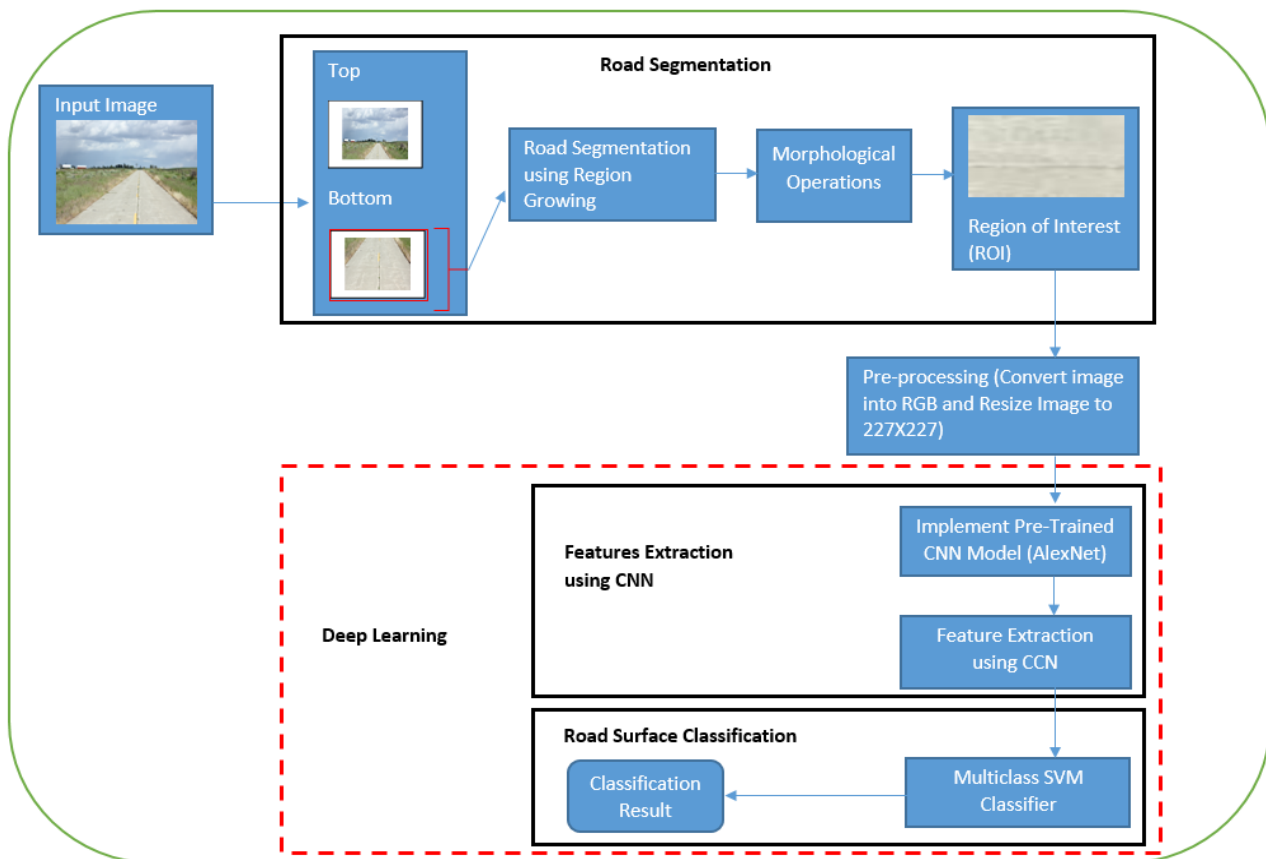 Road Segmentation
Input Image
Top
Bottom
Road Segmentation
using Region
Growing
Morphological
Operations
Region of Interest
(ROI)
Pre-processing (Convert image
into RGB and Resize Image to
227X227)
Deep Learning
Features Extraction
using CNN
Implement Pre-Trained
CNN Model (AlexNet)
Feature Extraction
using CCN
Road Surface Classification
Multiclass SVM
Classifier
Classification
Result